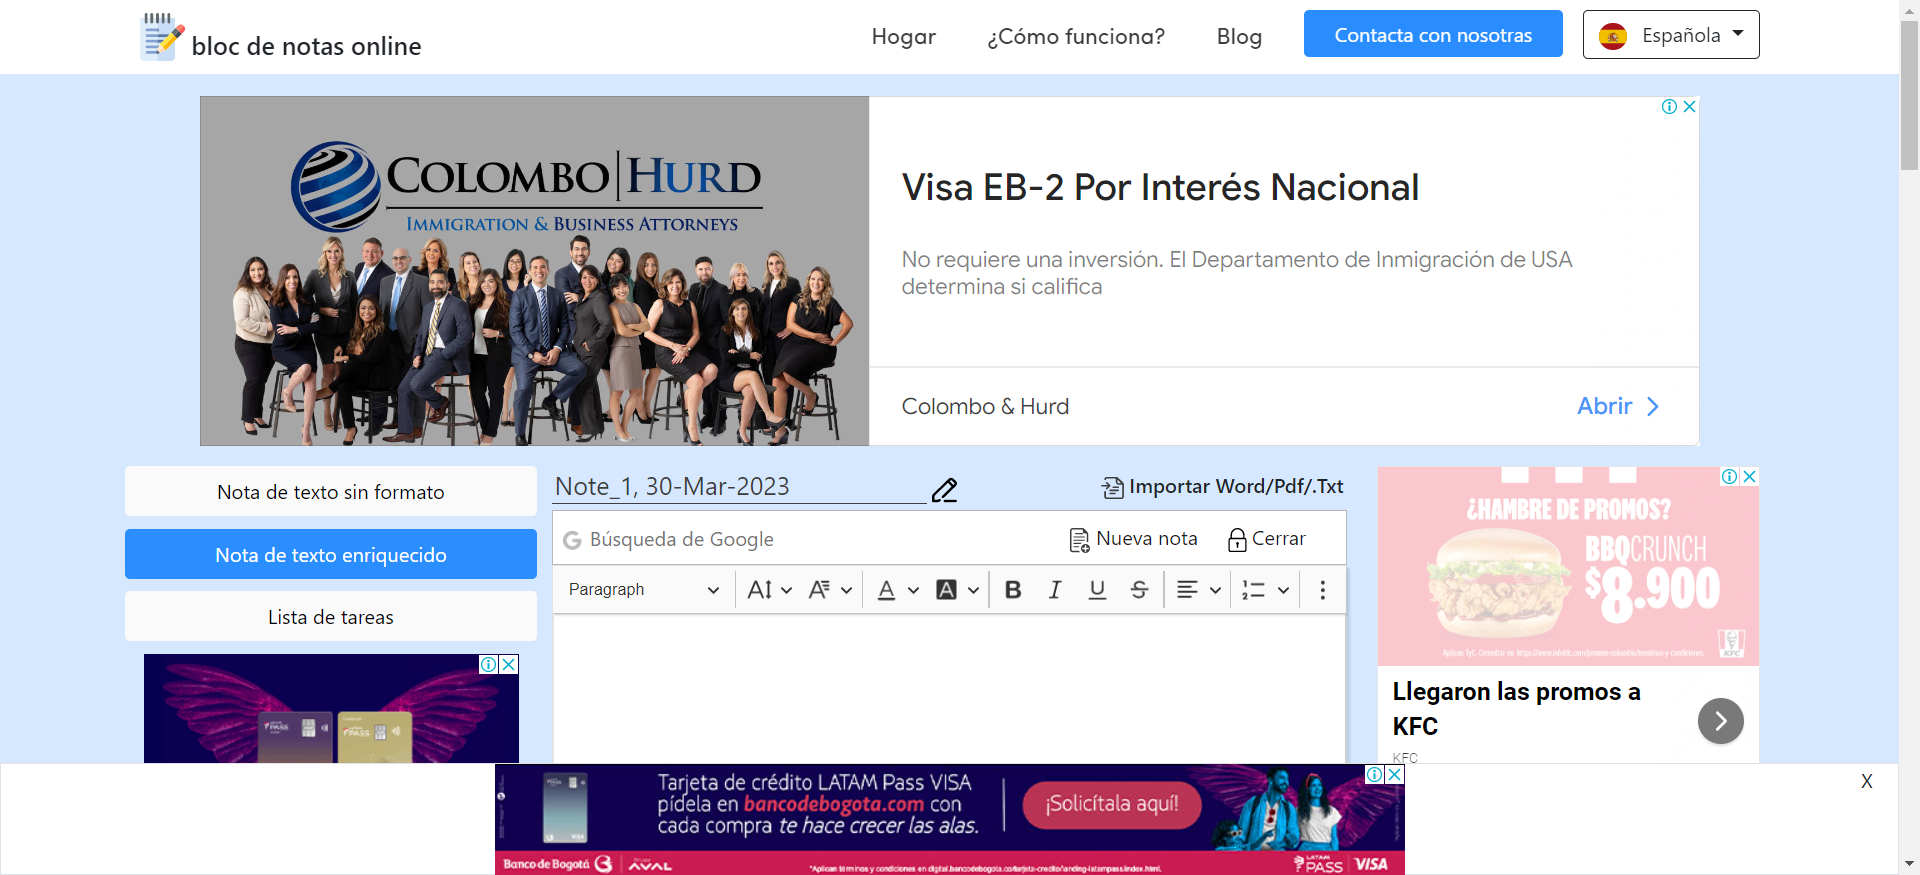 bloc de notas online
Hogar
¿Cómo funciona?
Blog
Contacta con nosotras
Española
COLOMBO|HURD
IMMIGRATION & BUSINESS ATTORNEYS
Visa EB-2 Por Interés Nacional
No requiere una inversión. El Departamento de Inmigración de USA
determina si califica
Colombo & Hurd
Abrir
Nota de texto sin formato
Nota de texto enriquecido
Lista de tareas
Note_1, 30-Mar-2023
Importar Word/Pdf/.Txt
Búsqueda de Google
Nueva nota
Cerrar
Paragraph
¿HAMBRE DE PROMOS?
BBQCRUNCH
$8.900
KFC
Llegaron las promos a
KFC
KFC
PASS
PASS
Tarjeta de crédito LATAM Pass VISA
pídela en bancodebogota.com con
cada compra te hace crecer las alas.
¡Solicítala aquí!
X
Banco de Bogotá
AVAL
LATAM
PASS
VISA